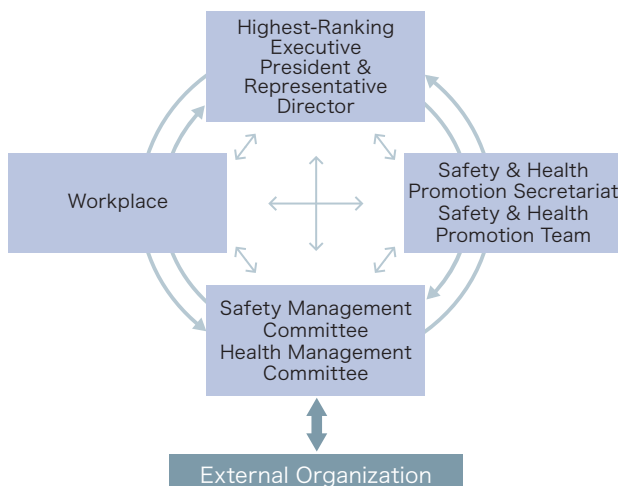 Highest-Ranking
Executive
President &
Representative
Director
Workplace
Safety & Health
Promotion Secretariat
Safety & Health
Promotion Team
Safety Management
Committee
Health Management
Committee
External Organization